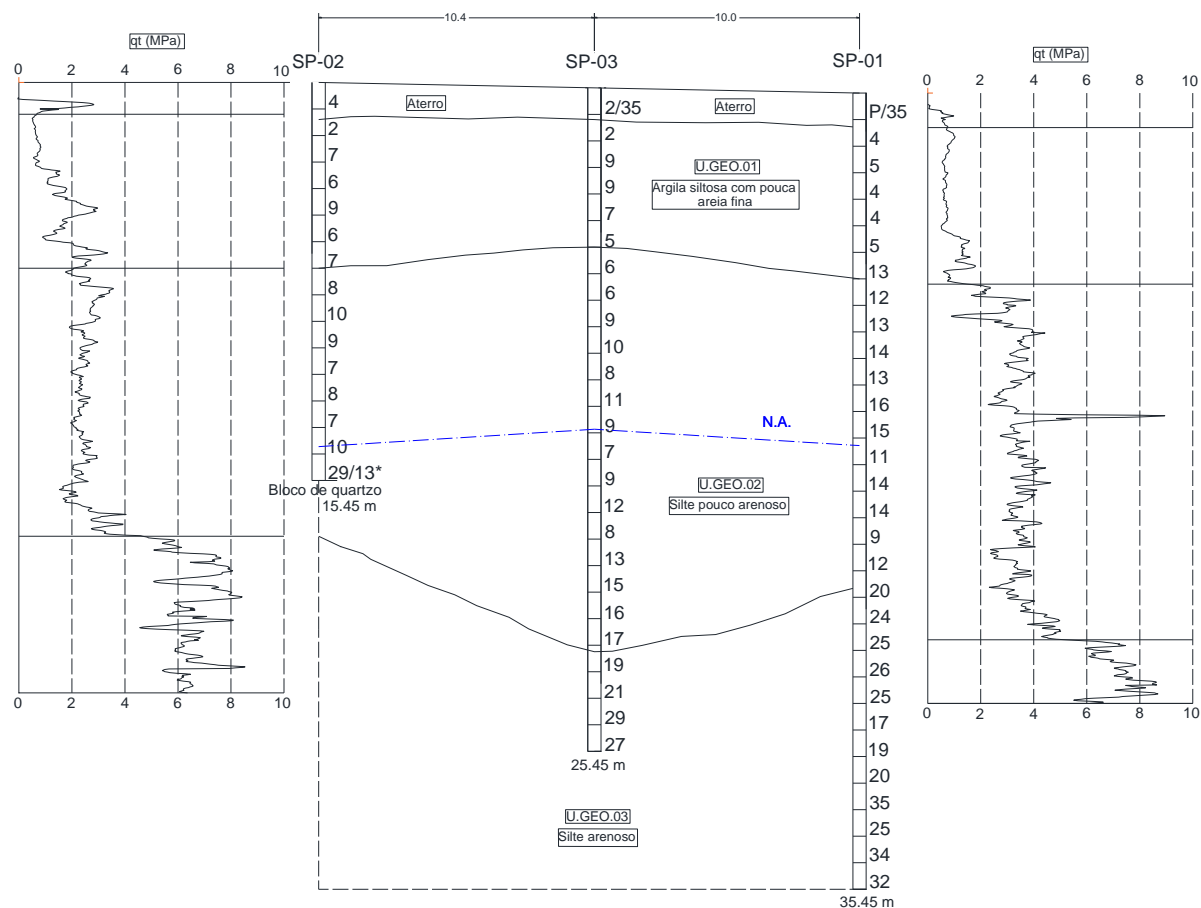 10.4
10.0
qt (MPa)
0 2 4 6 8 10
SP-02
4
2
7
6
9
6
7
8
10
9
7
8
7
10
29/13*
Bloco de quartzo
15.45 m
0 2 4 6 8 10
Aterro
SP-03
2/35
2
9
9
7
5
6
6
9
10
8
11
9
7
9
12
8
13
15
16
17
19
21
29
27
25.45 m
Aterro
U.GEO.01
Argila siltosa com pouca
areia fina
N.A.
U.GEO.02
Silte pouco arenoso
U.GEO.03
Silte arenoso
SP-01
P/35
4
5
4
4
5
13
12
13
14
13
16
15
11
14
14
9
12
20
24
25
26
25
17
19
20
35
25
34
32
35.45 m
qt (MPa)
0 2 4 6 8 10
0 2 4 6 8 10